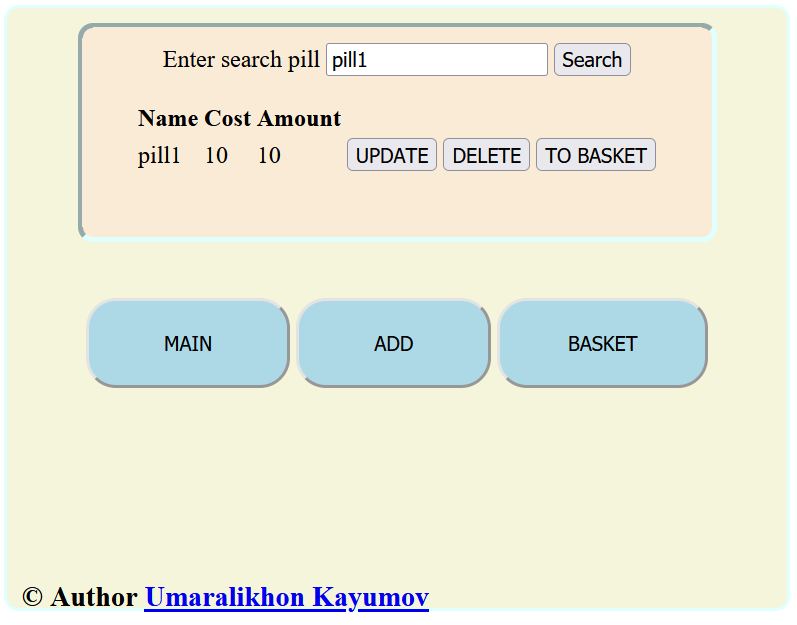 Enter search pill pill1 Search
Name Cost Amount
pill1 10 10 UPDATE DELETE TO BASKET
MAIN ADD BASKET
© Author Umaralikhon Kayumov